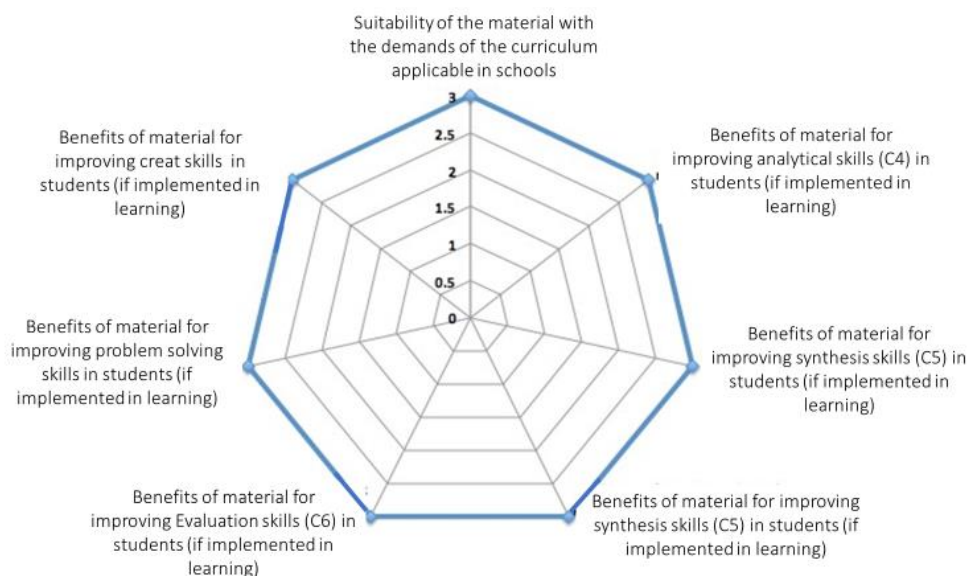 Suitability of the material with
the demands of the curriculum
applicable in schools
3
2.5
2
1.5
1
0.5
0
Benefits of material for
improving analytical skills (C4) in
students (if implemented in
learning)
Benefits of material for
improving synthesis skills (C5) in
students (if implemented in
learning)
Benefits of material for improving
synthesis skills (C5) in students (if
implemented in learning)
Benefits of material for
improving Evaluation skills (C6) in
students (if implemented in
learning)
Benefits of material for
improving problem solving
skills in students (if
implemented in learning)
Benefits of material for
improving creat skills in
students (if implemented in
learning)